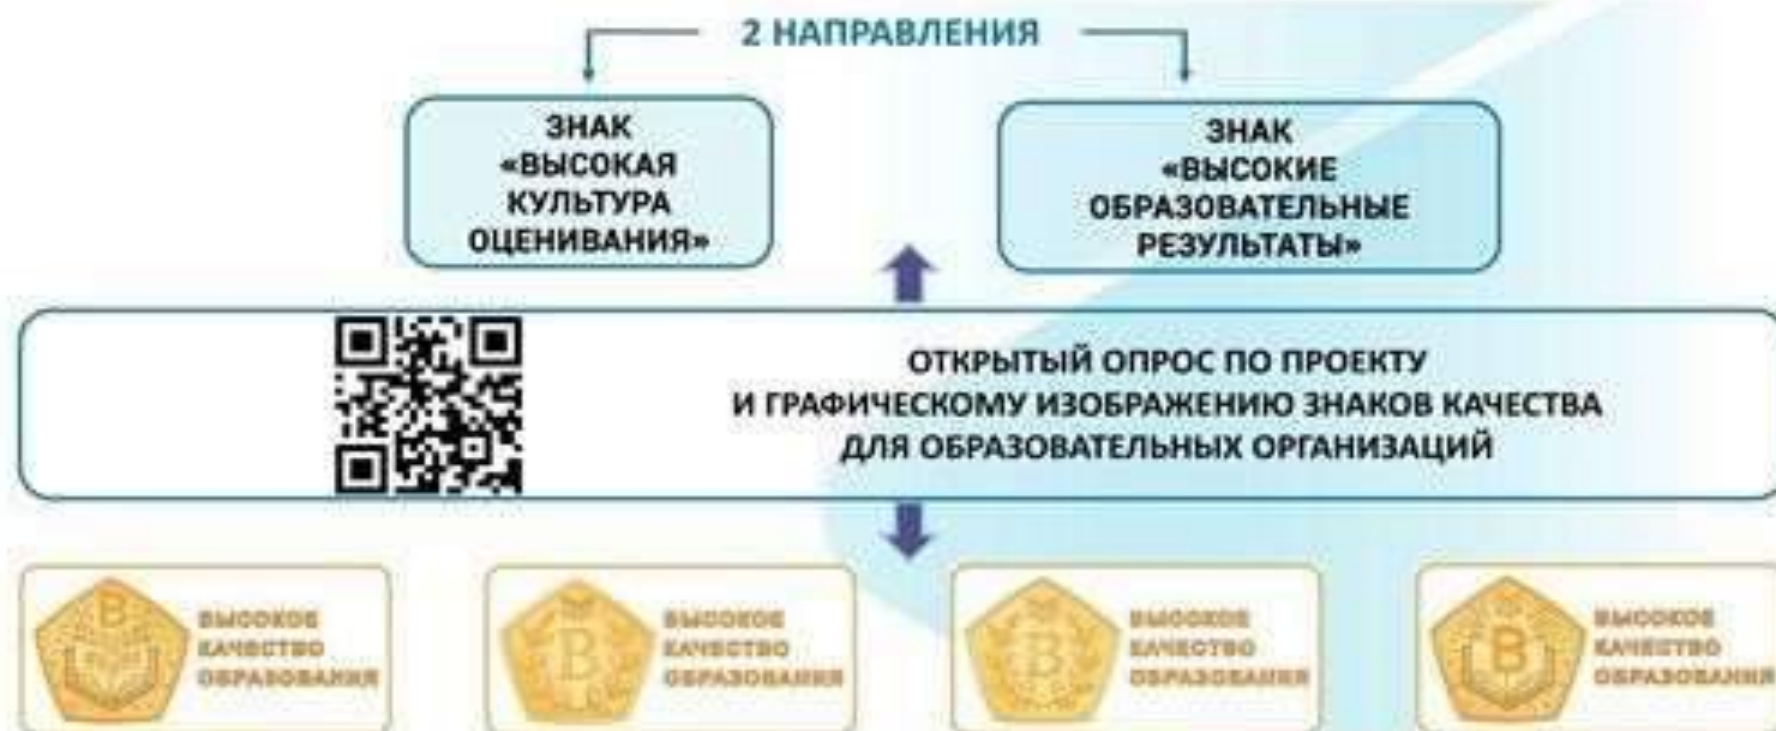 2 НАПРАВЛЕНИЯ
ЗНАК
«ВЫСОКАЯ
КУЛЬТУРА
ОЦЕНИВАНИЯ»
ЗНАК
«ВЫСОКИЕ
ОБРАЗОВАТЕЛЬНЫЕ
РЕЗУЛЬТАТЫ»
ОТКРЫТЫЙ ОПРОС ПО ПРОЕКТУ
И ГРАФИЧЕСКОМУ ИЗОБРАЖЕНИЮ ЗНАКОВ КАЧЕСТВА
ДЛЯ ОБРАЗОВАТЕЛЬНЫХ ОРГАНИЗАЦИЙ
В
ВЫСОКОЕ
КАЧЕСТВО
ОБРАЗОВАНИЯ
В
ВЫСОКОЕ
КАЧЕСТВО
ОБРАЗОВАНИЯ
В
ВЫСОКОЕ
КАЧЕСТВО
ОБРАЗОВАНИЯ
В
ВЫСОКОЕ
КАЧЕСТВО
ОБРАЗОВАНИЯ